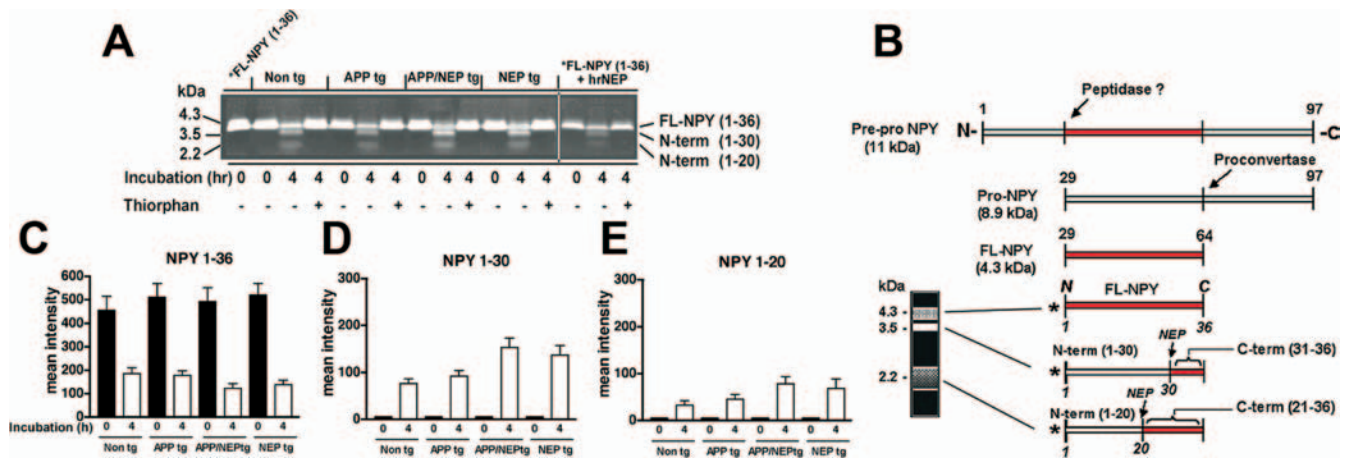 A
*FL-NPY (1-36)
Non tg
APP tg
APP/NEP tg
NEP tg
*FL-NPY (1-36)
+ hrNEP
kDa
4.3
3.5
2.2
FL-NPY (1-36)
N-term (1-30)
N-term (1-20)
Incubation (hr) 0 0 4 4 0 4 4 0 4 4 0 4 4 0 4 4
Thiorphan - - - + - - + - - + - - + - - +
B
Peptidase ?
1
97
N-
-C
Pre-pro NPY
(11 kDa)
Proconvertase
29
97
Pro-NPY
(8.9 kDa)
29
64
FL-NPY
(4.3 kDa)
kDa
4.3 -
3.5 -
2.2 -
N
FL-NPY
C
*
1
36
NEP
N-term (1-30)
C-term (31-36)
*
1
30
NEP
N-term (1-20)
C-term (21-36)
*
1
20
C
NPY 1-36
mean intensity
600
500
400
300
200
100
0
Incubation (h) 0 4 0 4 0 4 0 4
Non tg
APP tg
APP/NEPtg
NEP tg
D
NPY 1-30
mean intensity
300
200
100
0
0 4 0 4 0 4 0 4
Non tg
APP tg
APP/NEPtg
NEP tg
E
NPY 1-20
mean intensity
300
200
100
0
0 4 0 4 0 4 0 4
Non tg
APP tg
APP/NEPtg
NEP tg